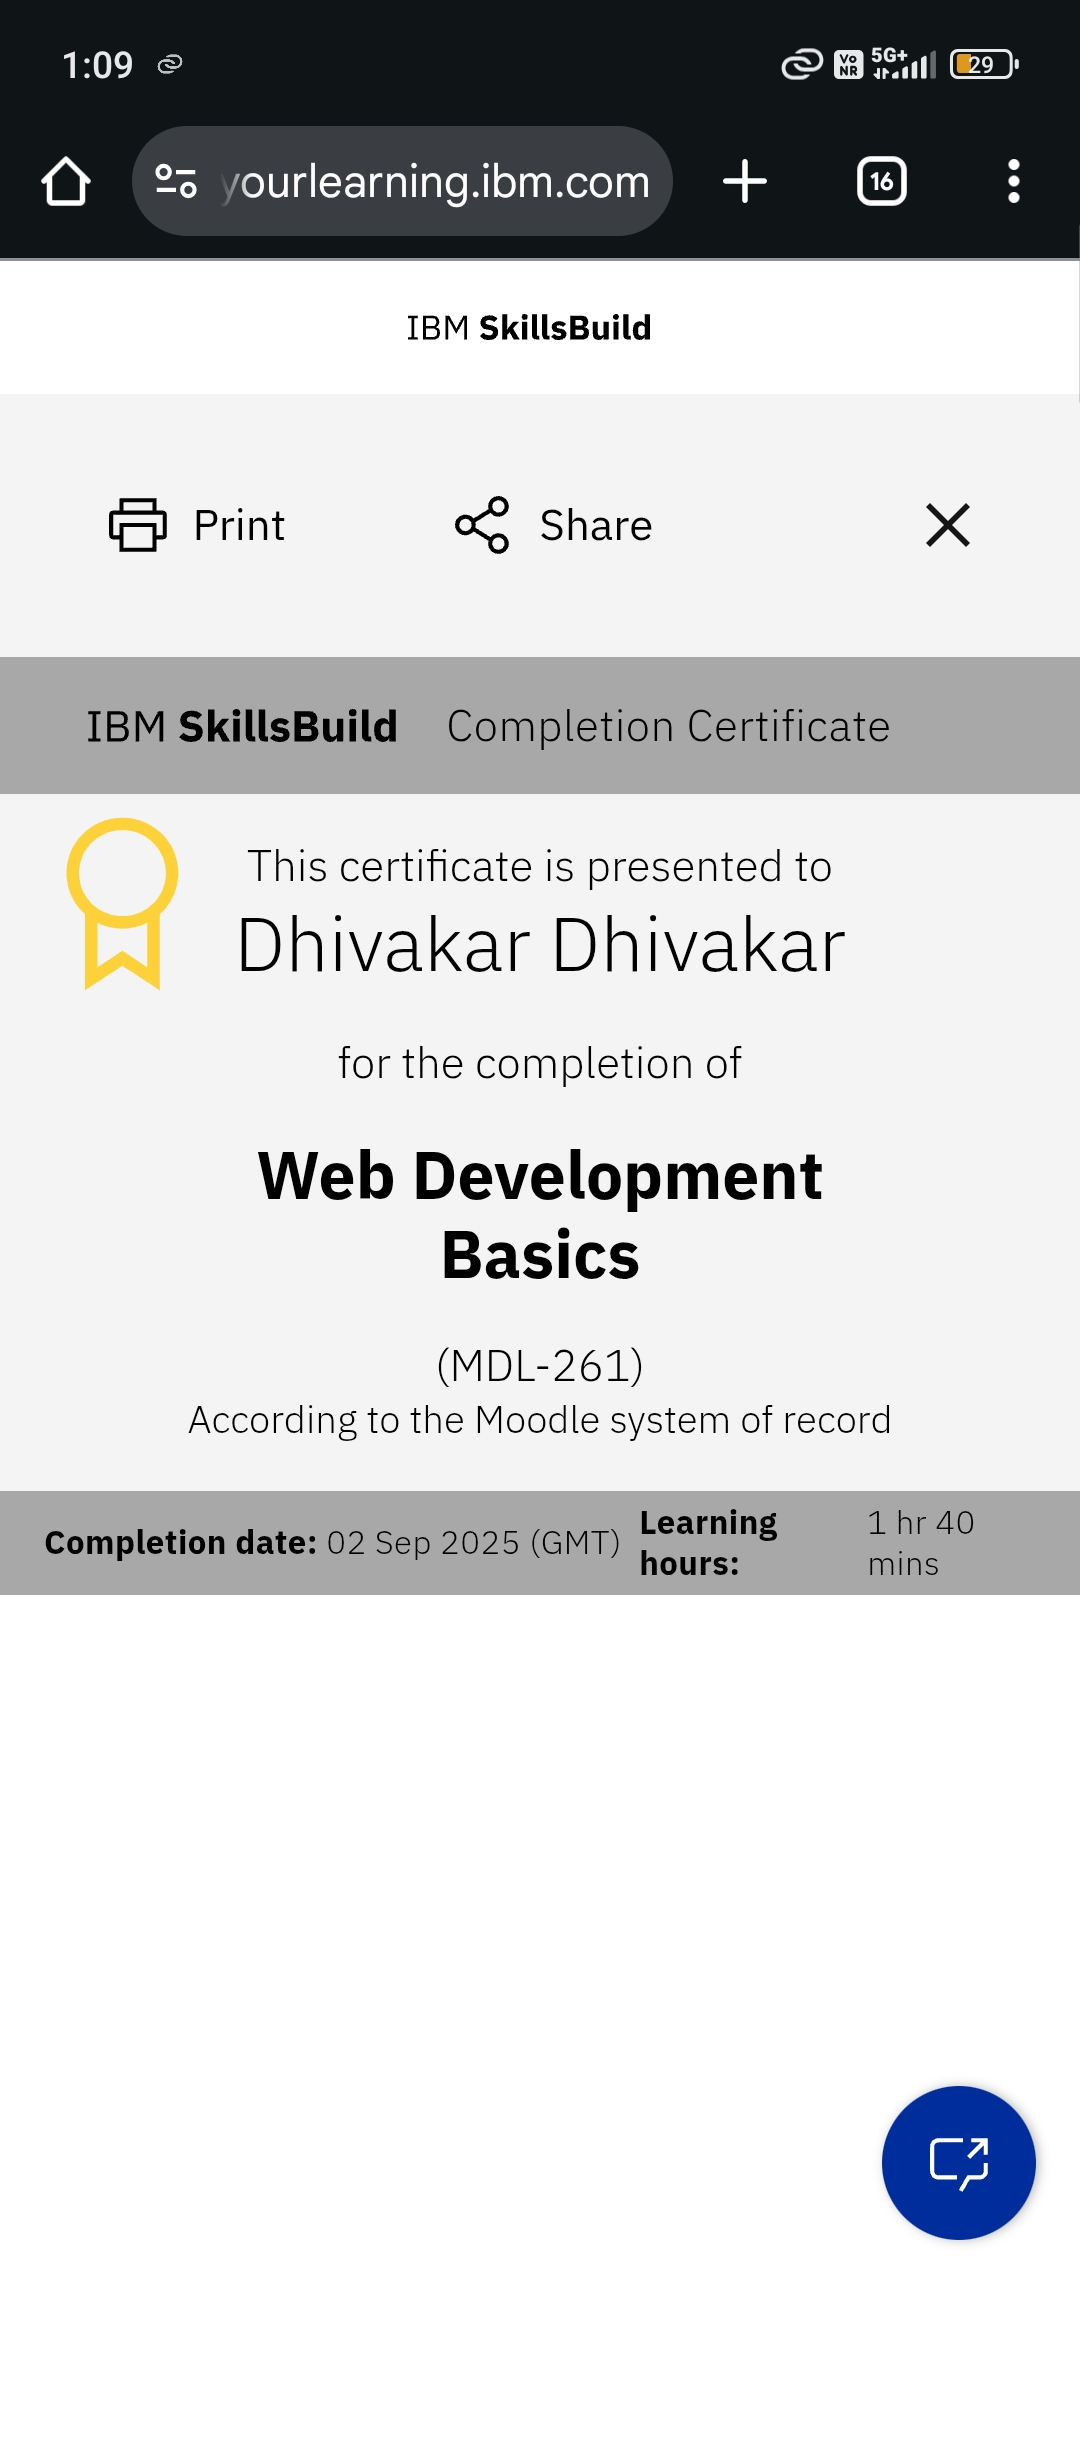 1:09
Vo NR 5G+ 29
yourlearning.ibm.com
16
IBM SkillsBuild
Print Share
IBM SkillsBuild Completion Certificate
This certificate is presented to
Dhivakar Dhivakar
for the completion of
Web Development
Basics
(MDL-261)
According to the Moodle system of record
Completion date: 02 Sep 2025 (GMT) Learning hours: 1 hr 40 mins